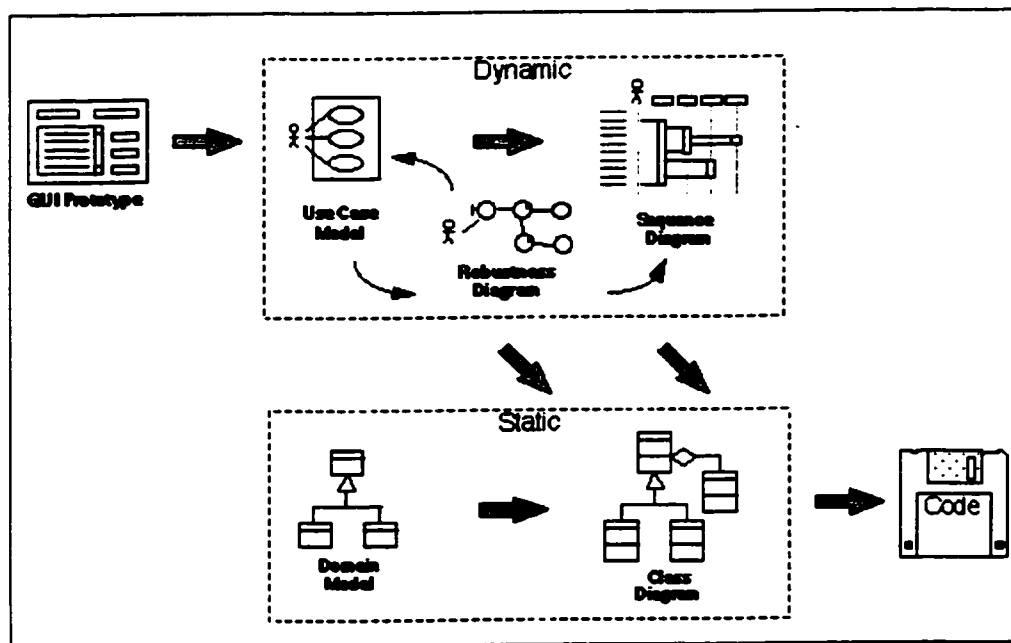 Dynamic
GUI Prototype
Use Case
Model
Robustness
Diagram
Sequence
Diagram
Static
Domain
Model
Class
Diagram
Code